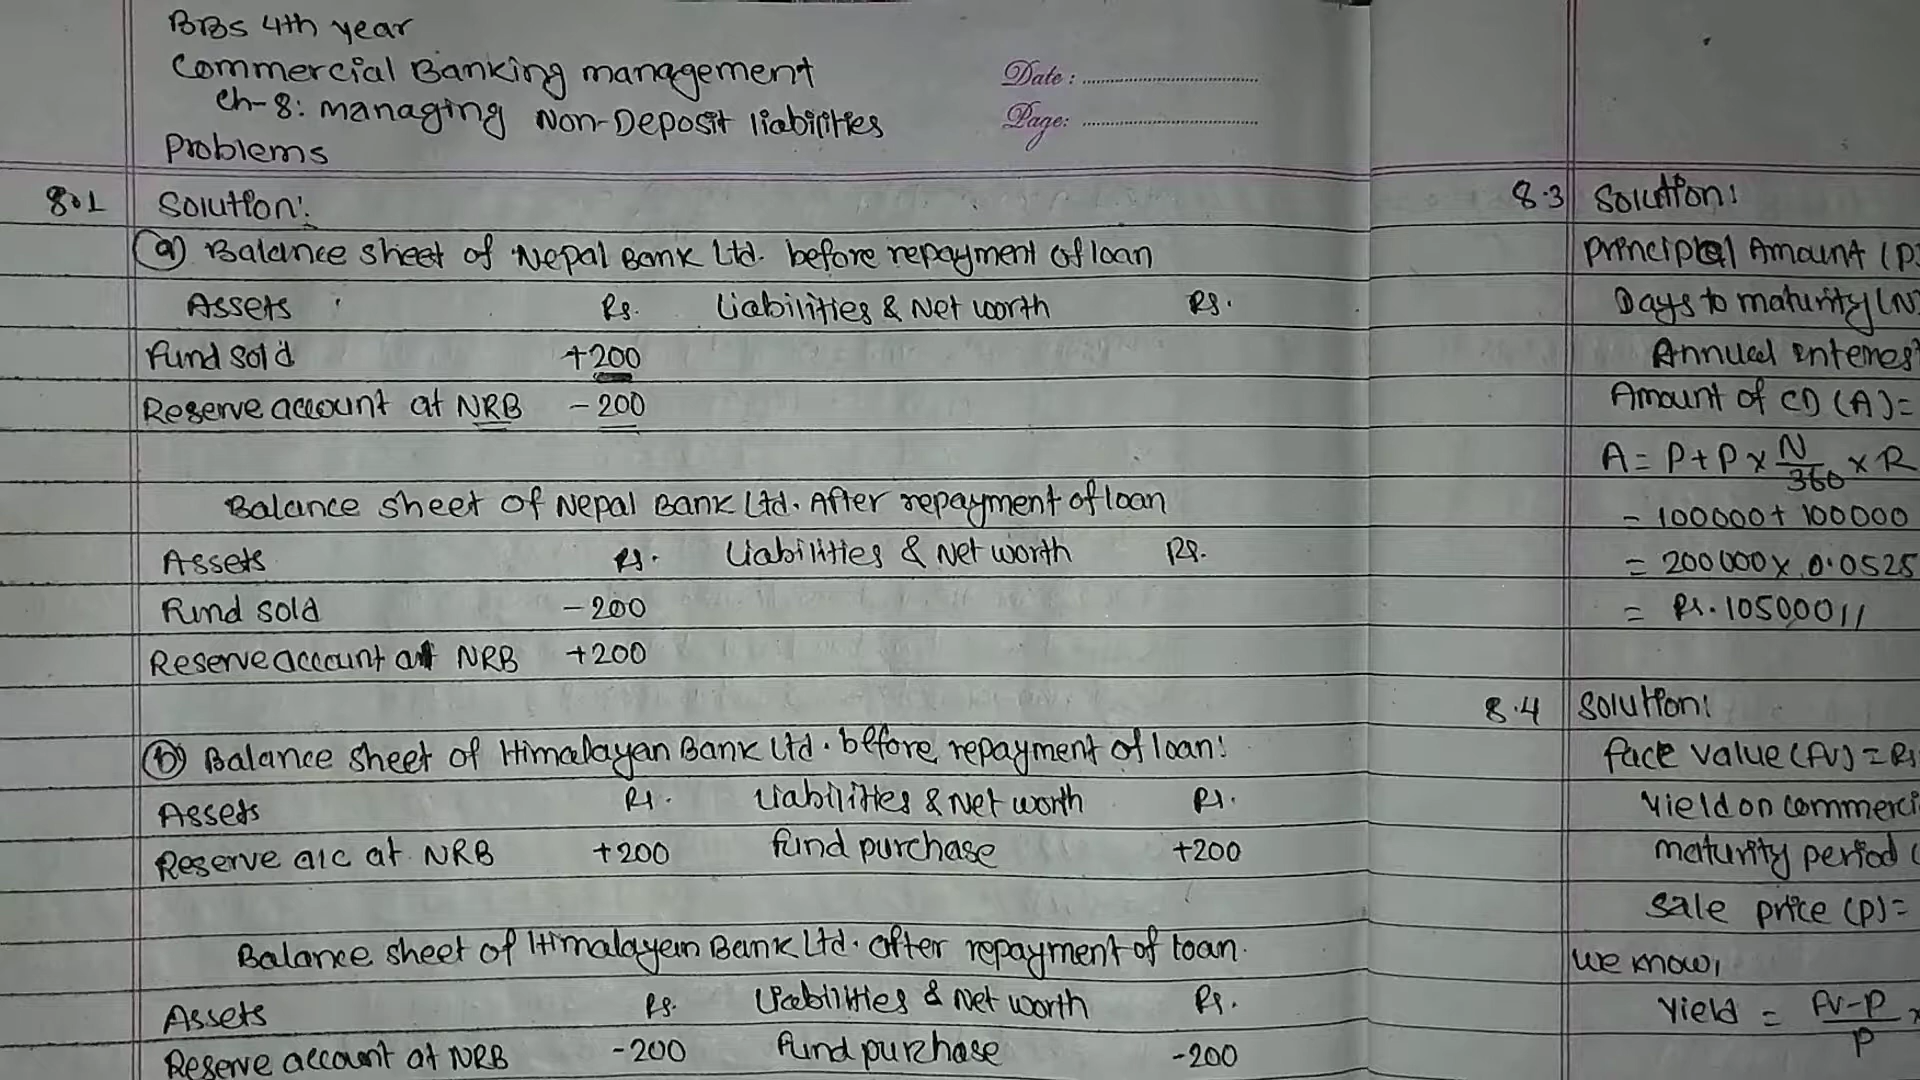 BBS 4th year
Commercial Banking management
Ch-8: managing Non-Deposit liabilities
Problems
Date:
Page:
8.1 Solution:
(a) Balance sheet of Nepal Bank Ltd. before repayment of loan
Assets Rs. Liabilities & Net worth Rs.
Fund sold +200
Reserve account at NRB -200
Balance sheet of Nepal Bank Ltd. After repayment of loan
Assets Rs. Liabilities & Net worth Rs.
Fund sold -200
Reserve account at NRB +200
(b) Balance sheet of Himalayan Bank Ltd. before repayment of loan:
Assets Rs. Liabilities & Net worth Rs.
Reserve a/c at NRB +200 Fund purchase +200
Balance sheet of Himalayan Bank Ltd. after repayment of loan.
Assets Rs. Liabilities & Net worth Rs.
Reserve account at NRB -200 Fund purchase -200
8.3 Solution:
principal Amount (P
Days to maturity (N)
Annual interest
Amount of CD (A) =
A = P + P × N/360 × R
= 100000 + 100000
= 200000 × 0.0525
= Rs. 1050000//
8.4 Solution:
Face value (FV) = Rs
Yield on commerci
maturity period (
Sale price (P) =
We know,
Yield = FV-P/P ×